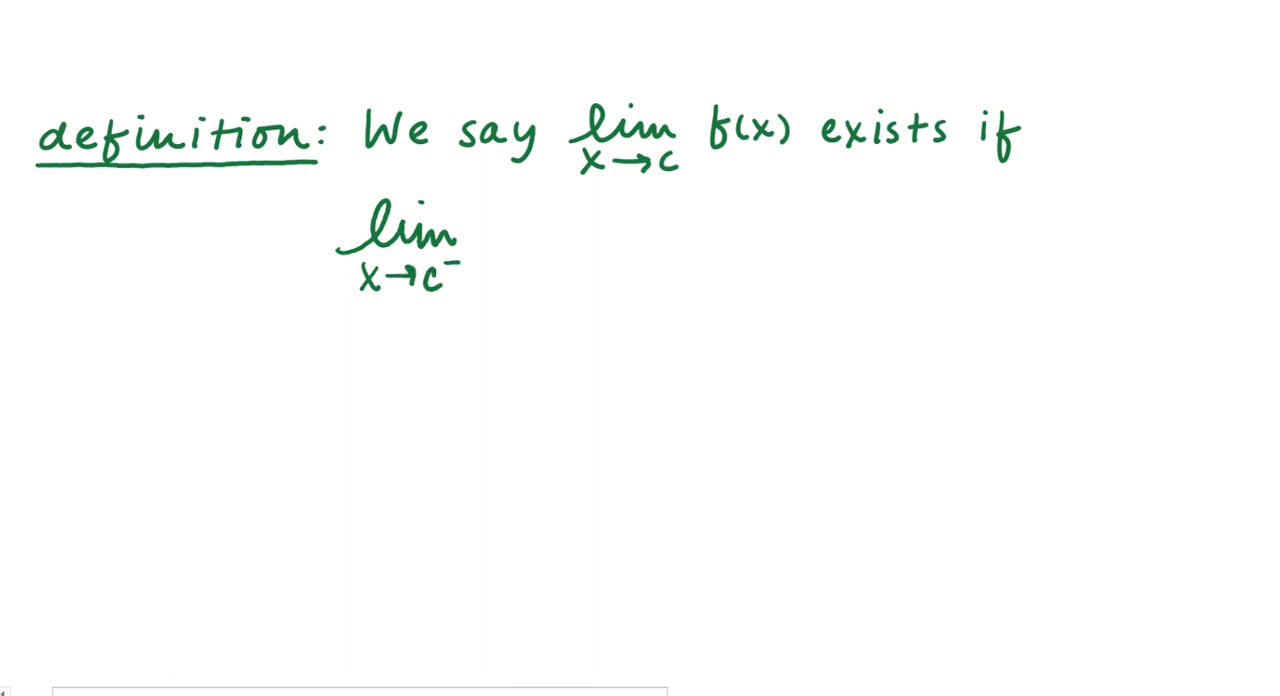 definition: We say lim f(x) exists if
x→c
lim
x→c⁻